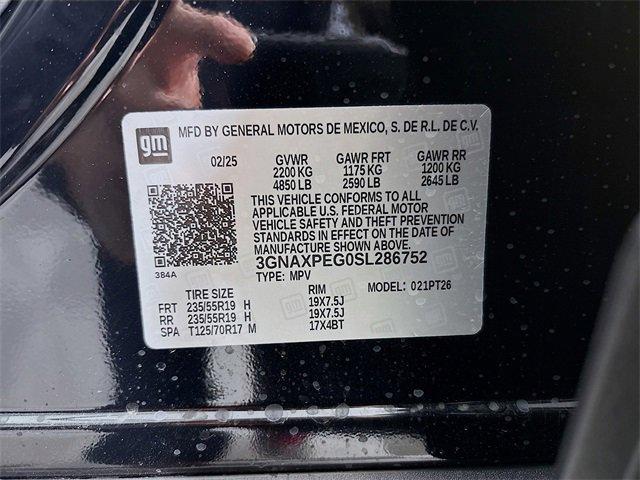 gm
MFD BY GENERAL MOTORS DE MEXICO, S. DE R.L. DE C.V.
02/25 GVWR GAWR FRT GAWR RR
2200 KG 1175 KG 1200 KG
4850 LB 2590 LB 2645 LB
THIS VEHICLE CONFORMS TO ALL
APPLICABLE U.S. FEDERAL MOTOR
VEHICLE SAFETY AND THEFT PREVENTION
STANDARDS IN EFFECT ON THE DATE OF
MANUFACTURE SHOWN ABOVE.
3GNAXPEG0SL286752
3B4A
TYPE: MPV MODEL: 021PT26
TIRE SIZE RIM
FRT 235/55R19 H 19X7.5J
RR 235/55R19 H 19X7.5J
SPA T125/70R17 M 17X4BT